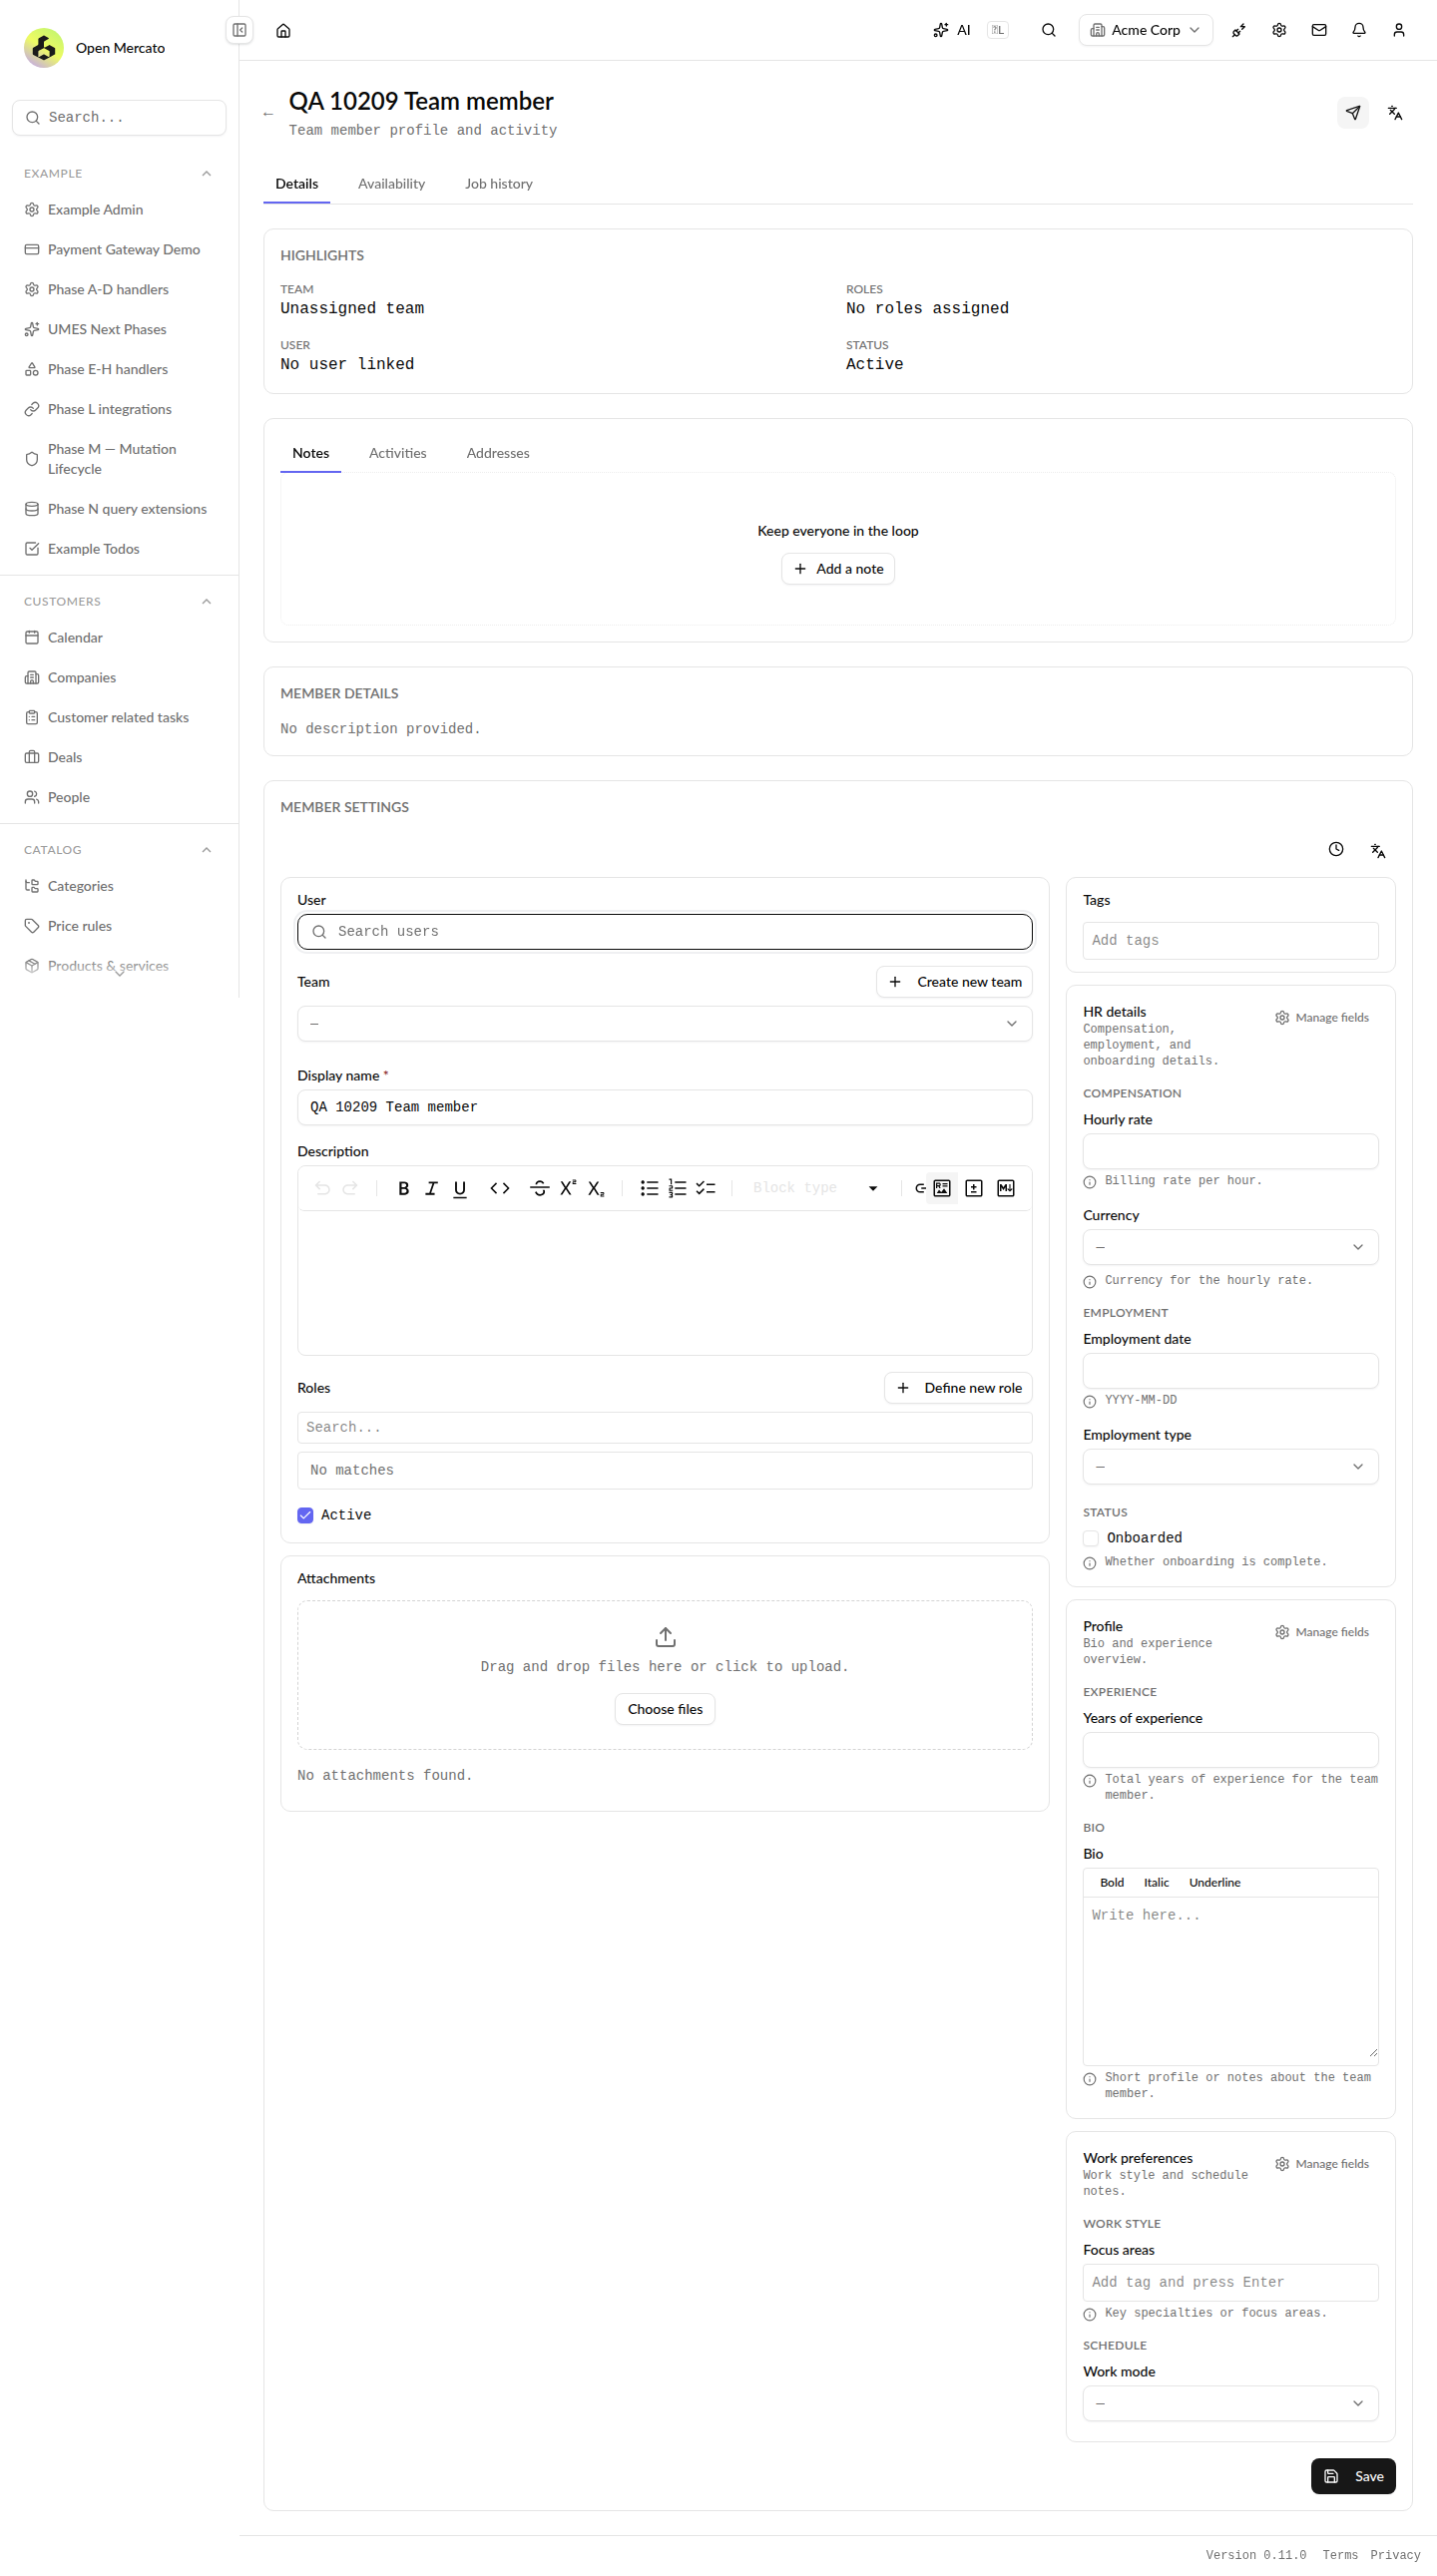 Open Mercato
AI
Acme Corp
Search...
EXAMPLE
Example Admin
Payment Gateway Demo
Phase A-D handlers
UMES Next Phases
Phase E-H handlers
Phase L integrations
Phase M — Mutation
Lifecycle
Phase N query extensions
Example Todos
CUSTOMERS
Calendar
Companies
Customer related tasks
Deals
People
CATALOG
Categories
Price rules
Products & services
←
QA 10209 Team member
Team member profile and activity
Details
Availability
Job history
HIGHLIGHTS
TEAM
Unassigned team
ROLES
No roles assigned
USER
No user linked
STATUS
Active
Notes
Activities
Addresses
Keep everyone in the loop
Add a note
MEMBER DETAILS
No description provided.
MEMBER SETTINGS
User
Search users
Team
Create new team
—
Display name *
QA 10209 Team member
Description
Block type
Roles
Define new role
Search...
No matches
Active
Attachments
Drag and drop files here or click to upload.
Choose files
No attachments found.
Tags
Add tags
HR details
Manage fields
Compensation,
employment, and
onboarding details.
COMPENSATION
Hourly rate
Billing rate per hour.
Currency
—
Currency for the hourly rate.
EMPLOYMENT
Employment date
YYYY-MM-DD
Employment type
—
STATUS
Onboarded
Whether onboarding is complete.
Profile
Manage fields
Bio and experience
overview.
EXPERIENCE
Years of experience
Total years of experience for the team
member.
BIO
Bio
Bold
Italic
Underline
Write here...
Short profile or notes about the team
member.
Work preferences
Manage fields
Work style and schedule
notes.
WORK STYLE
Focus areas
Add tag and press Enter
Key specialties or focus areas.
SCHEDULE
Work mode
—
Save
Version 0.11.0
Terms
Privacy